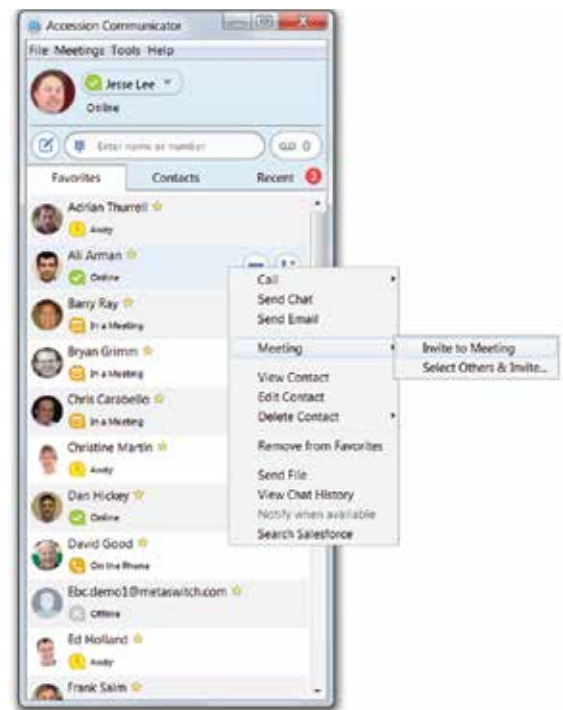 Accession Communicator
File Meetings Tools Help
Jesse Lee
Online
Enter name or number
0
Favorites Contacts Recent 3
Adrian Thurrell
Away
Ali Arman
Online
Barry Ray
In a Meeting
Bryan Grimm
In a Meeting
Chris Carabello
In a Meeting
Christine Martin
Away
Dan Hickey
Online
David Good
On the Phone
Ebc.demo1@metaswitch.com
Offline
Ed Holland
Away
Frank Salm
Call
Send Chat
Send Email
Meeting
View Contact
Edit Contact
Delete Contact
Remove from Favorites
Send File
View Chat History
Notify when available
Search Salesforce
Invite to Meeting
Select Others & Invite...